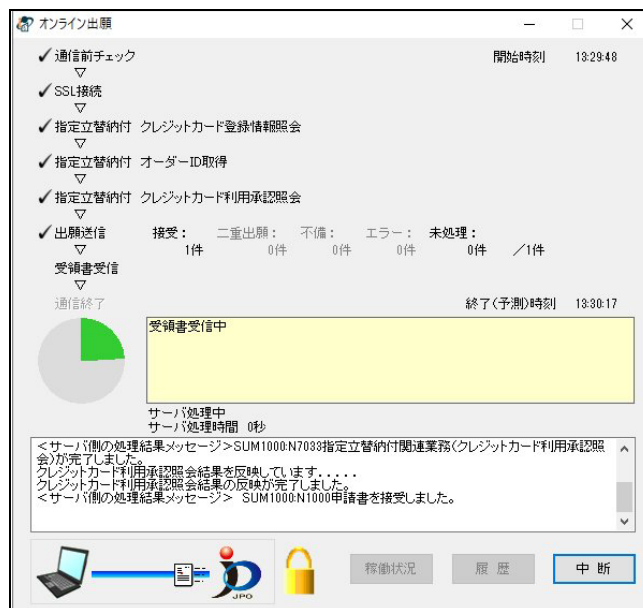 オンライン出願
通信前チェック 開始時刻 13:29:48
▽
SSL接続
▽
指定立替納付 クレジットカード登録情報照会
▽
指定立替納付 オーダーID取得
▽
指定立替納付 クレジットカード利用承認照会
▽
出願送信 接受： 二重出願： 不備： エラー： 未処理：
▽ 1件 0件 0件 0件 0件 ／1件
受領書受信
▽
通信終了 終了(予測)時刻 13:30:17
受領書受信中
サーバ処理中
サーバ処理時間 0秒
＜サーバ側の処理結果メッセージ＞SUM1000:N7033指定立替納付関連業務(クレジットカード利用承認照
会)が完了しました。
クレジットカード利用承認照会結果を反映しています.....
クレジットカード利用承認照会結果の反映が完了しました。
＜サーバ側の処理結果メッセージ＞ SUM1000:N1000申請書を接受しました。
JPO
稼働状況 履 歴 中 断